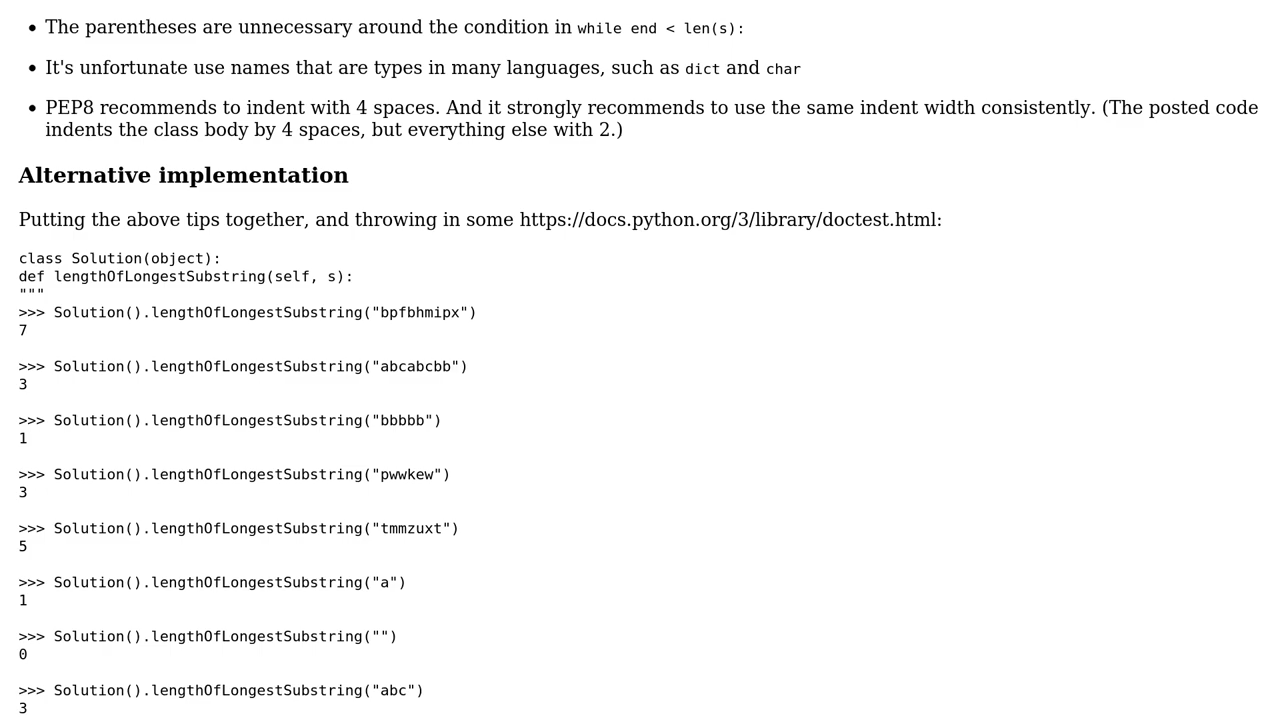 • The parentheses are unnecessary around the condition in while end < len(s):
• It's unfortunate use names that are types in many languages, such as dict and char
• PEP8 recommends to indent with 4 spaces. And it strongly recommends to use the same indent width consistently. (The posted code
indents the class body by 4 spaces, but everything else with 2.)
Alternative implementation
Putting the above tips together, and throwing in some https://docs.python.org/3/library/doctest.html:
class Solution(object):
def lengthOfLongestSubstring(self, s):
"""
>>> Solution().lengthOfLongestSubstring("bpfbhmipx")
7
>>> Solution().lengthOfLongestSubstring("abcabcbb")
3
>>> Solution().lengthOfLongestSubstring("bbbbb")
1
>>> Solution().lengthOfLongestSubstring("pwwkew")
3
>>> Solution().lengthOfLongestSubstring("tmmzuxt")
5
>>> Solution().lengthOfLongestSubstring("a")
1
>>> Solution().lengthOfLongestSubstring("")
0
>>> Solution().lengthOfLongestSubstring("abc")
3